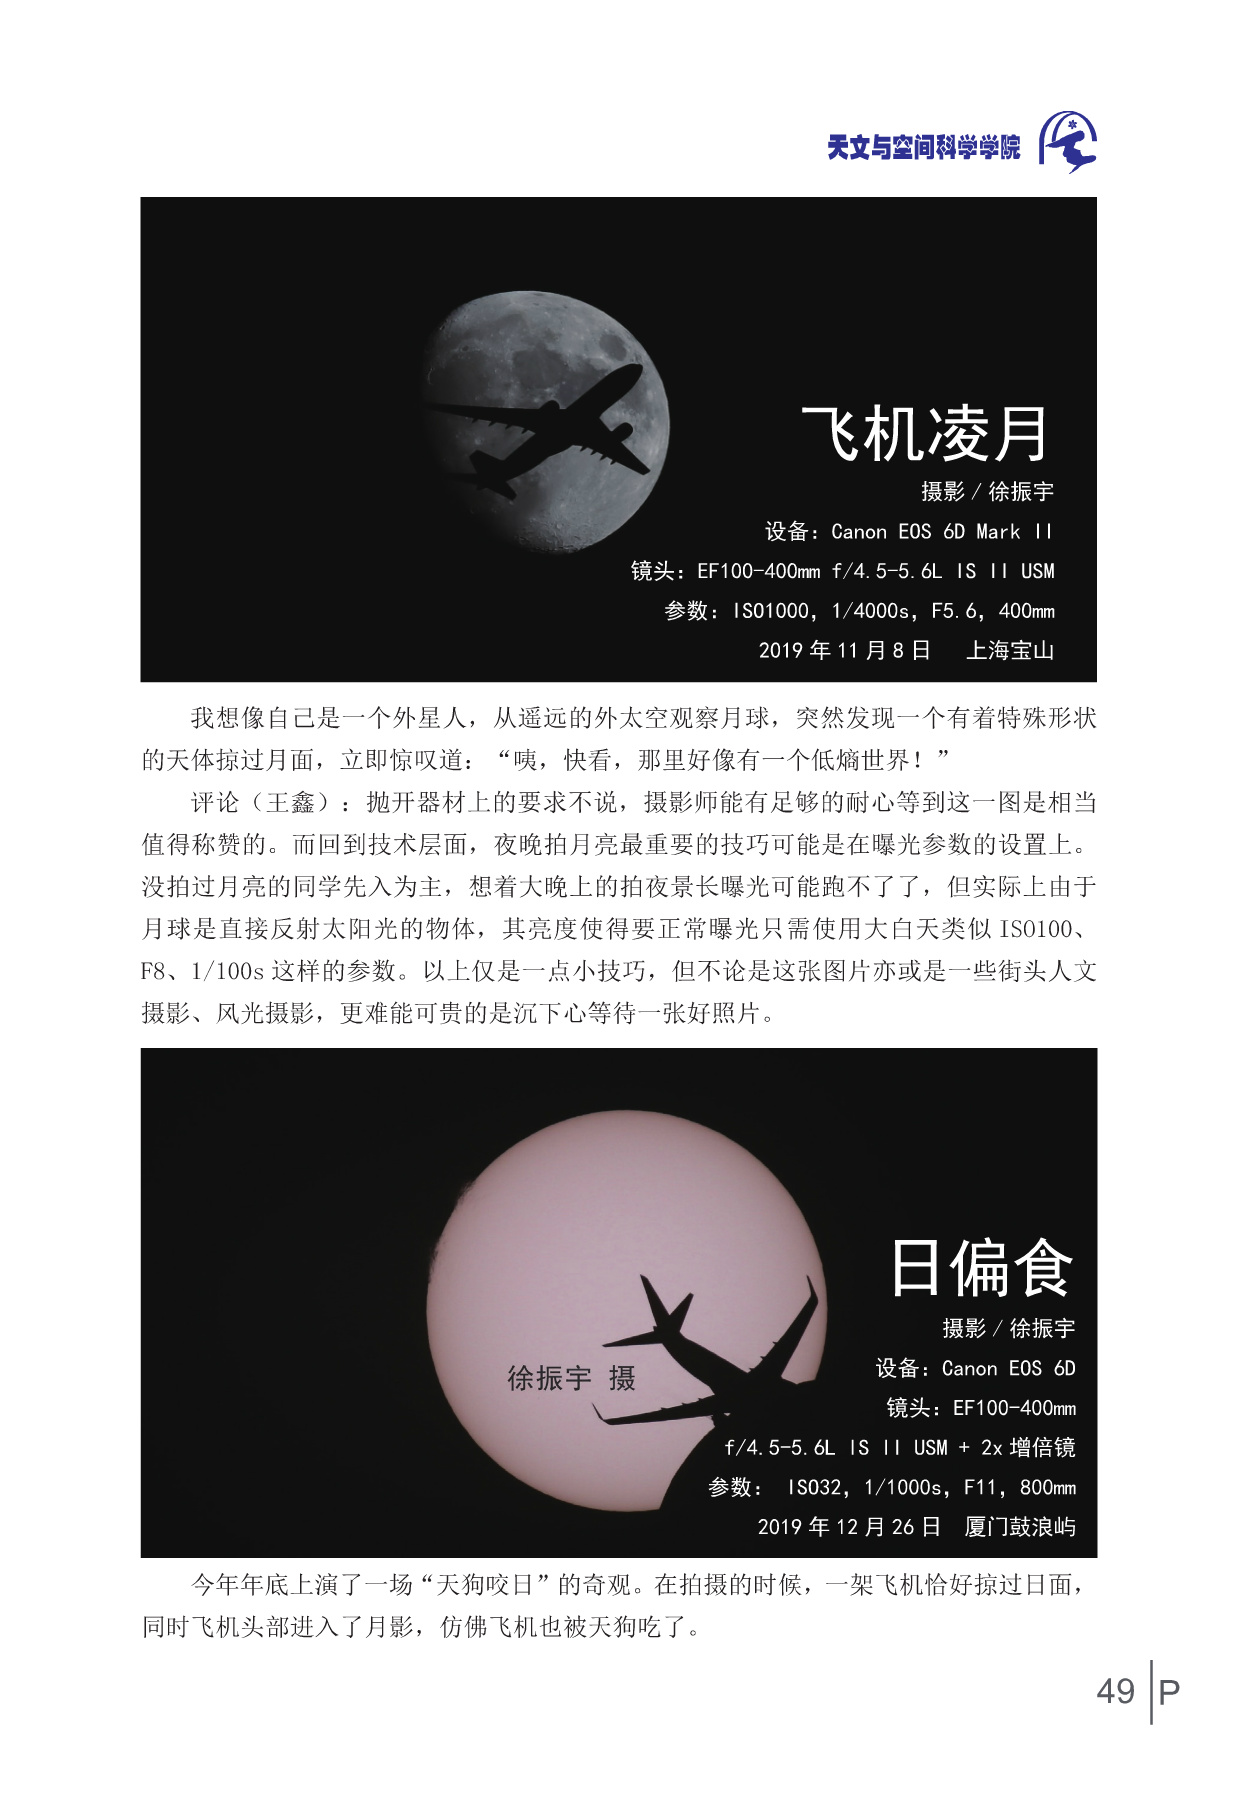 天文与空间科学学院
飞机凌月
摄影 / 徐振宇
设备：Canon EOS 6D Mark II
镜头：EF100-400mm f/4.5-5.6L IS II USM
参数：ISO1000，1/4000s，F5.6，400mm
2019 年 11 月 8 日 上海宝山
我想像自己是一个外星人，从遥远的外太空观察月球，突然发现一个有着特殊形状
的天体掠过月面，立即惊叹道：“咦，快看，那里好像有一个低熵世界！”
评论（王鑫）：抛开器材上的要求不说，摄影师能有足够的耐心等到这一图是相当
值得称赞的。而回到技术层面，夜晚拍月亮最重要的技巧可能是在曝光参数的设置上。
没拍过月亮的同学先入为主，想着大晚上的拍夜景长曝光可能跑不了了，但实际上由于
月球是直接反射太阳光的物体，其亮度使得要正常曝光只需使用大白天类似 ISO100、
F8、1/100s 这样的参数。以上仅是一点小技巧，但不论是这张图片亦或是一些街头人文
摄影、风光摄影，更难能可贵的是沉下心等待一张好照片。
日偏食
摄影 / 徐振宇
设备：Canon EOS 6D
徐振宇 摄
镜头：EF100-400mm
f/4.5-5.6L IS II USM + 2x 增倍镜
参数： ISO32，1/1000s，F11，800mm
2019 年 12 月 26 日 厦门鼓浪屿
今年年底上演了一场“天狗咬日”的奇观。在拍摄的时候，一架飞机恰好掠过日面，
同时飞机头部进入了月影，仿佛飞机也被天狗吃了。
49 P